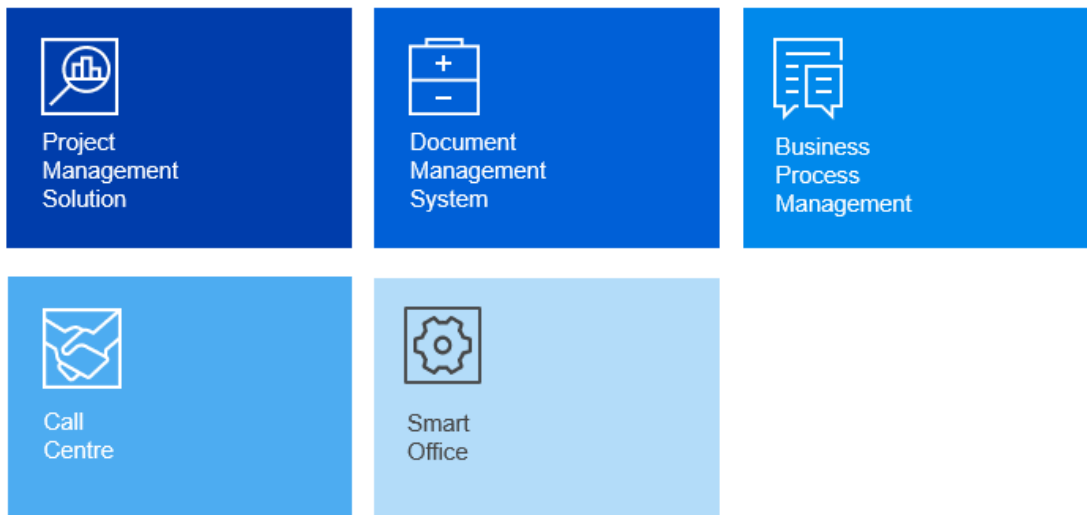 Project
Management
Solution
Document
Management
System
Business
Process
Management
Call
Centre
Smart
Office